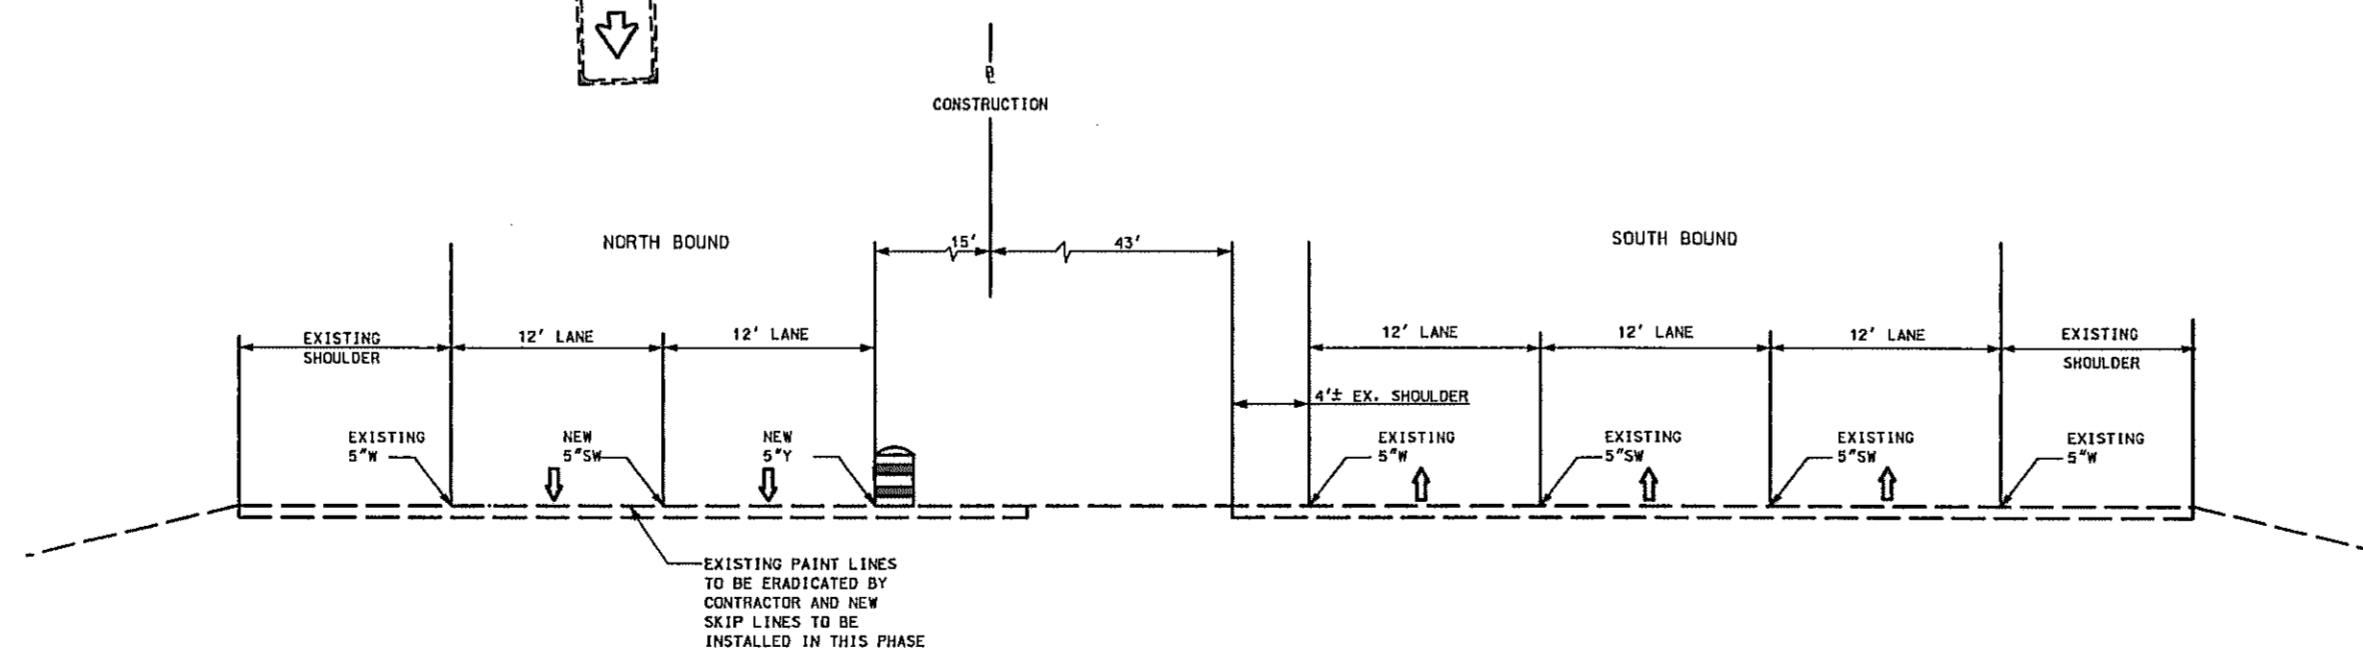 CONSTRUCTION
NORTH BOUND
15'
43'
SOUTH BOUND
EXISTING
SHOULDER
12' LANE
12' LANE
12' LANE
12' LANE
12' LANE
EXISTING
SHOULDER
4'± EX. SHOULDER
EXISTING
5"W
NEW
5"SW
NEW
5"Y
EXISTING
5"W
EXISTING
5"SW
EXISTING
5"SW
EXISTING
5"W
EXISTING PAINT LINES
TO BE ERADICATED BY
CONTRACTOR AND NEW
SKIP LINES TO BE
INSTALLED IN THIS PHASE